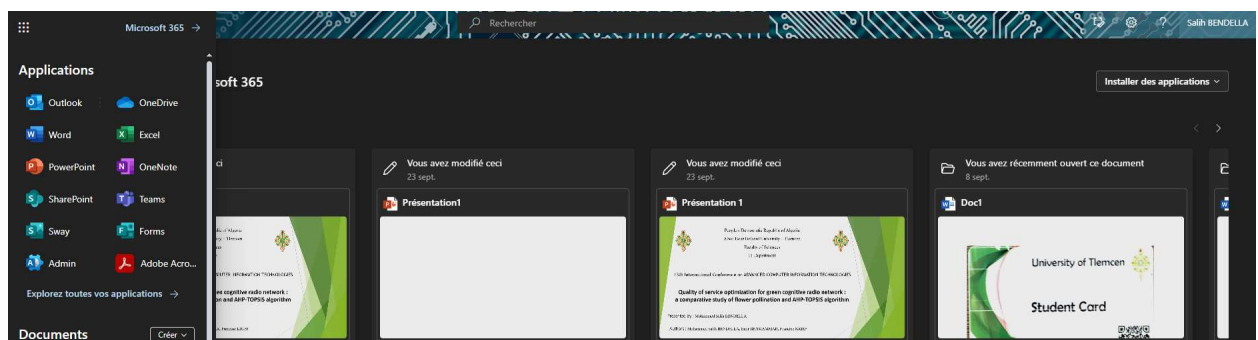 Microsoft 365 →
Rechercher
Salih BENDELLA
Applications
Outlook
OneDrive
Word
Excel
PowerPoint
OneNote
SharePoint
Teams
Sway
Forms
Admin
Adobe Acro...
Explorez toutes vos applications →
Documents
Créer
soft 365
Installer des applications
ci
Vous avez modifié ceci
23 sept.
Présentation1
Vous avez modifié ceci
23 sept.
Présentation 1
Quality of service optimization for green cognitive radio network :
a comparative study of flower pollination and AHP-TOPSIS algorithm
Vous avez récemment ouvert ce document
8 sept.
Doc1
University of Tlemcen
Student Card